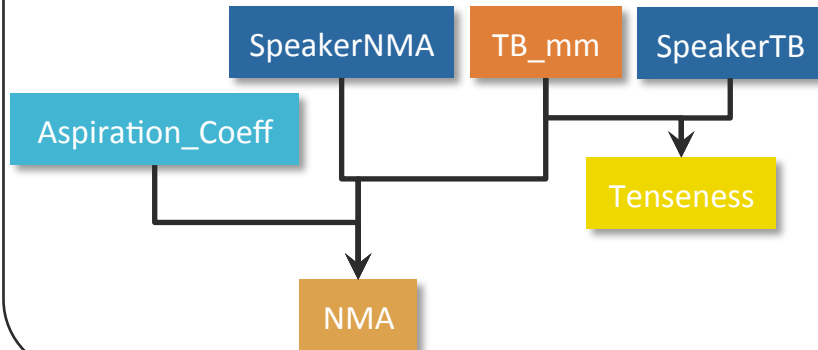 SpeakerNMA
TB_mm
SpeakerTB
Aspiration_Coeff
Tenseness
NMA